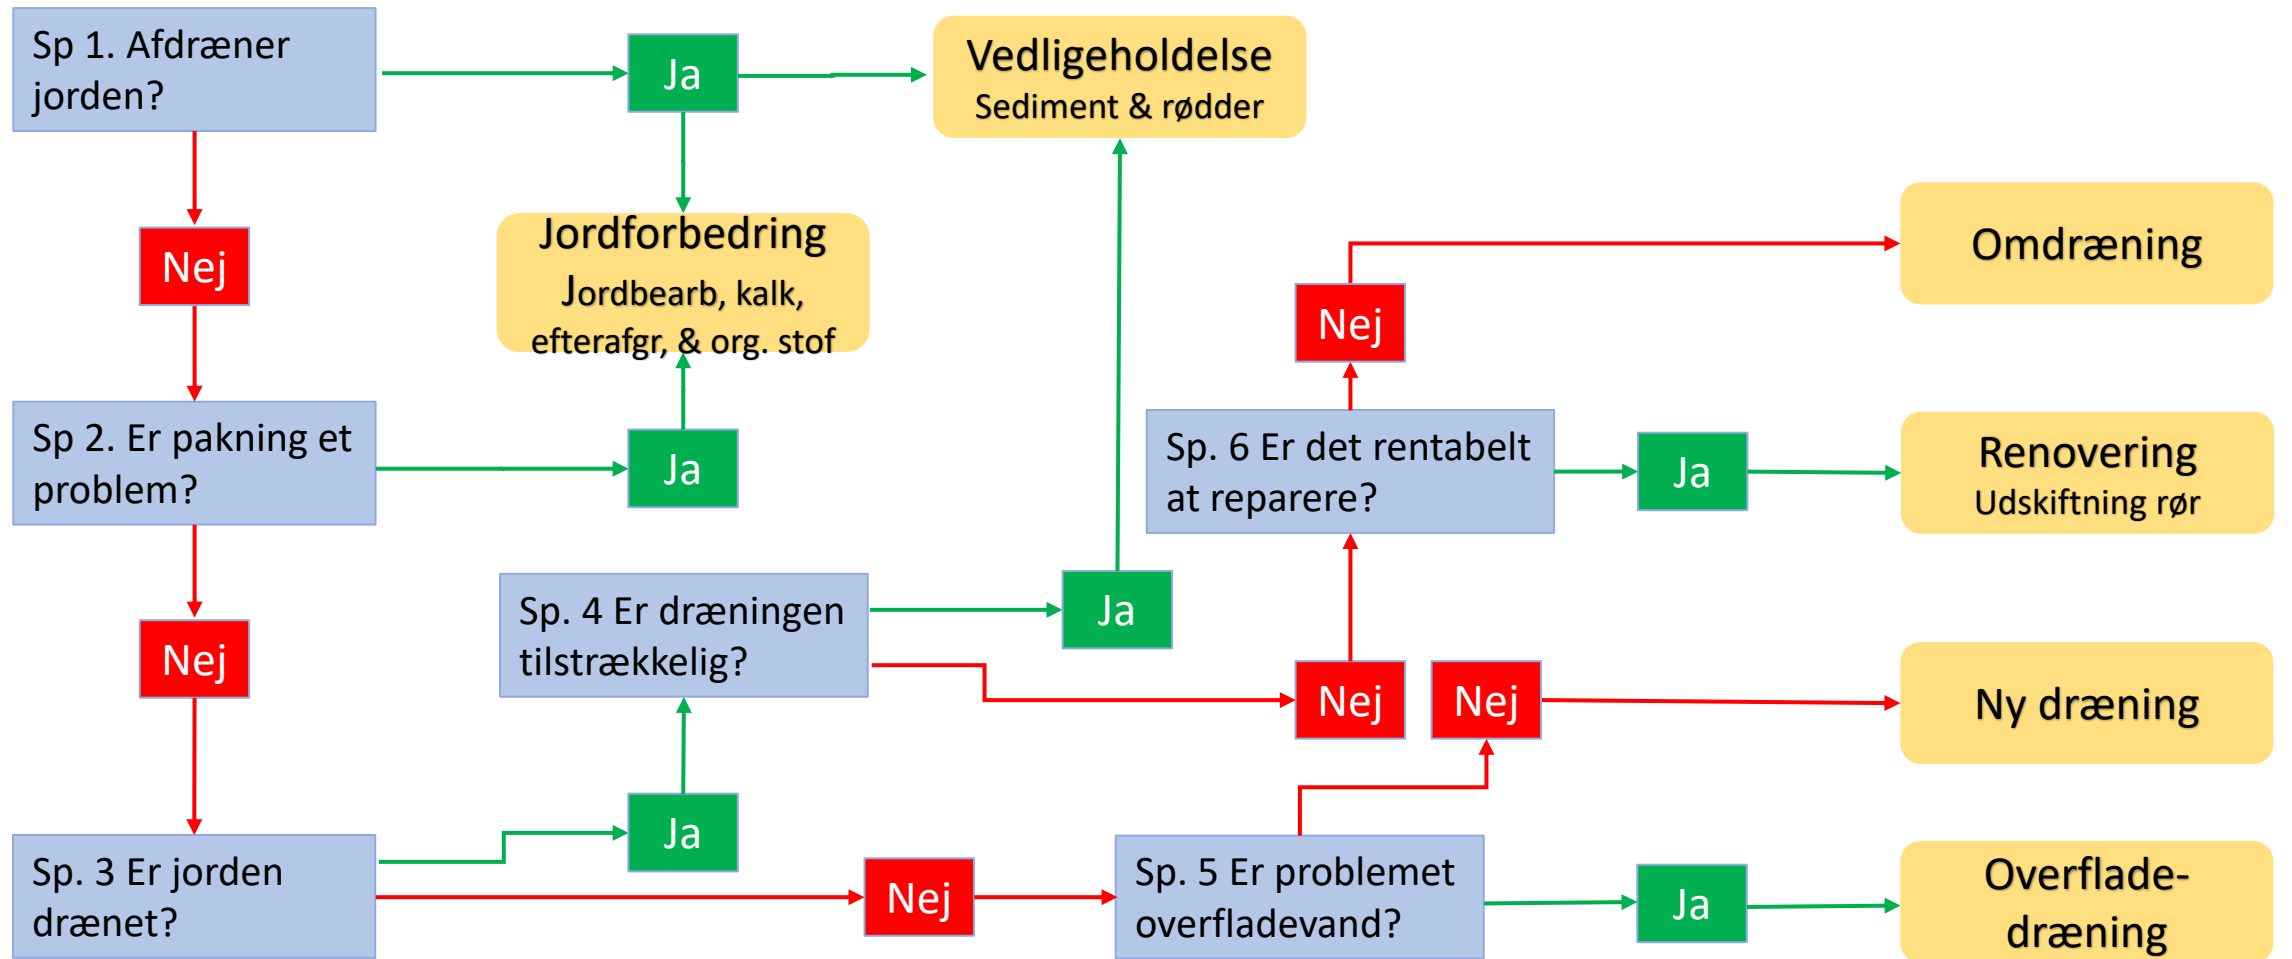 Sp 1. Afdræner
jorden?
Ja
Vedligeholdelse
Sediment & rødder
Nej
Jordforbedring
Jordbearb, kalk,
efterafgr, & org. stof
Omdræning
Nej
Sp 2. Er pakning et
problem?
Ja
Sp. 6 Er det rentabelt
at reparere?
Ja
Renovering
Udskiftning rør
Nej
Sp. 4 Er dræningen
tilstrækkelig?
Ja
Nej
Nej
Ny dræning
Ja
Sp. 3 Er jorden
drænet?
Nej
Sp. 5 Er problemet
overfladevand?
Ja
Overflade-
dræning